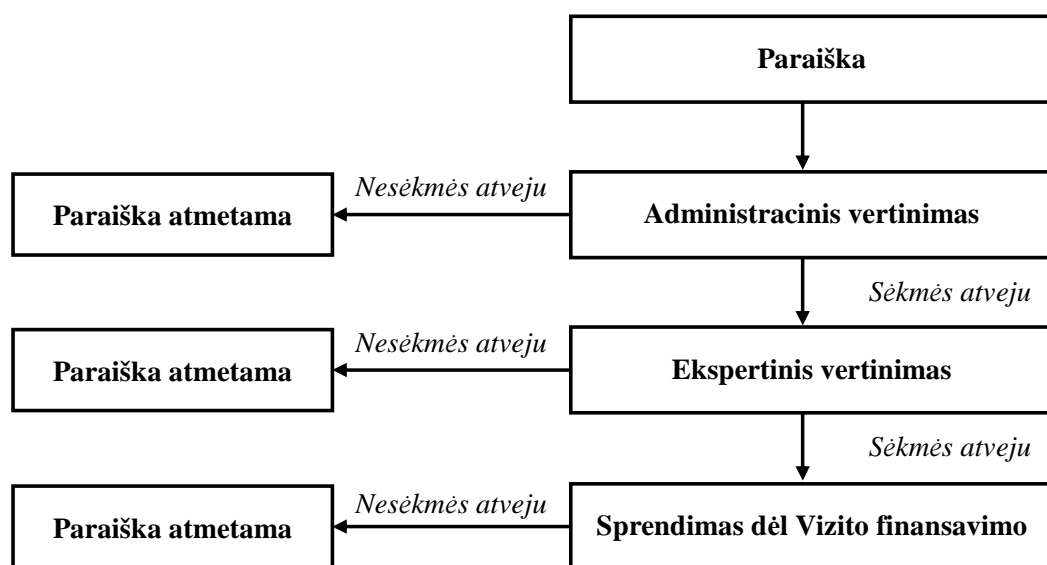 Paraiška
Nesėkmės atveju
Paraiška atmetama
Administracinis vertinimas
Sėkmės atveju
Nesėkmės atveju
Paraiška atmetama
Ekspertinis vertinimas
Sėkmės atveju
Nesėkmės atveju
Paraiška atmetama
Sprendimas dėl Vizito finansavimo